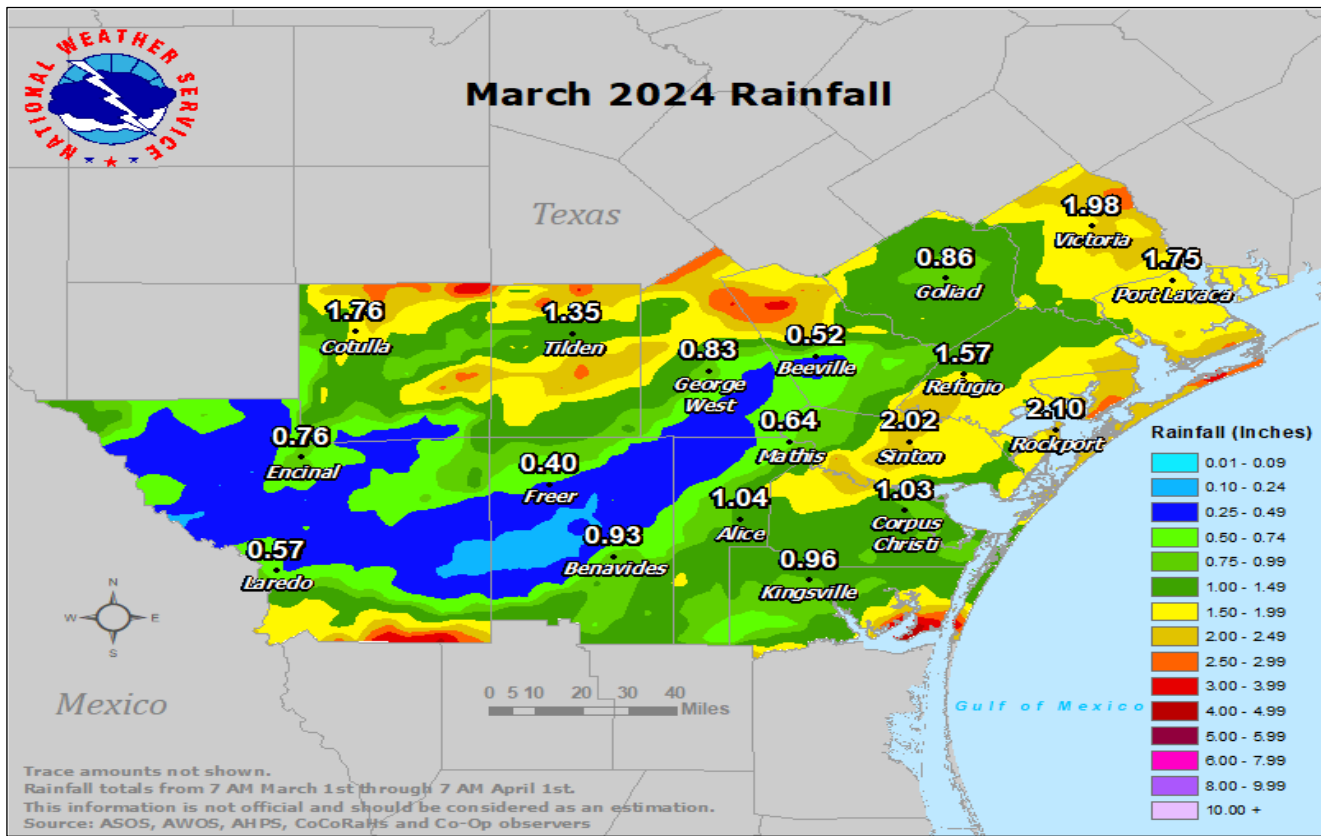 NATIONAL WEATHER SERVICE
March 2024 Rainfall
Texas
1.98
Victoria
1.75
Port Lavaca
0.86
Goliad
1.76
Cotulla
1.35
Tilden
0.83
George
West
0.52
Beeville
1.57
Refugio
2.10
Rockport
0.76
Encinal
0.40
Freer
0.64
Mathis
2.02
Sinton
1.04
Alice
1.03
Corpus
Christi
0.57
Laredo
0.93
Benavides
0.96
Kingsville
Rainfall (Inches)
0.01 - 0.09
0.10 - 0.24
0.25 - 0.49
0.50 - 0.74
0.75 - 0.99
1.00 - 1.49
1.50 - 1.99
2.00 - 2.49
2.50 - 2.99
3.00 - 3.99
4.00 - 4.99
5.00 - 5.99
6.00 - 7.99
8.00 - 9.99
10.00 +
N
W E
S
Mexico
0 5 10 20 30 40
Miles
Gulf of Mexico
Trace amounts not shown.
Rainfall totals from 7 AM March 1st through 7 AM April 1st.
This information is not official and should be considered as an estimation.
Source: ASOS, AWOS, AHPS, CoCoRaHs and Co-Op observers